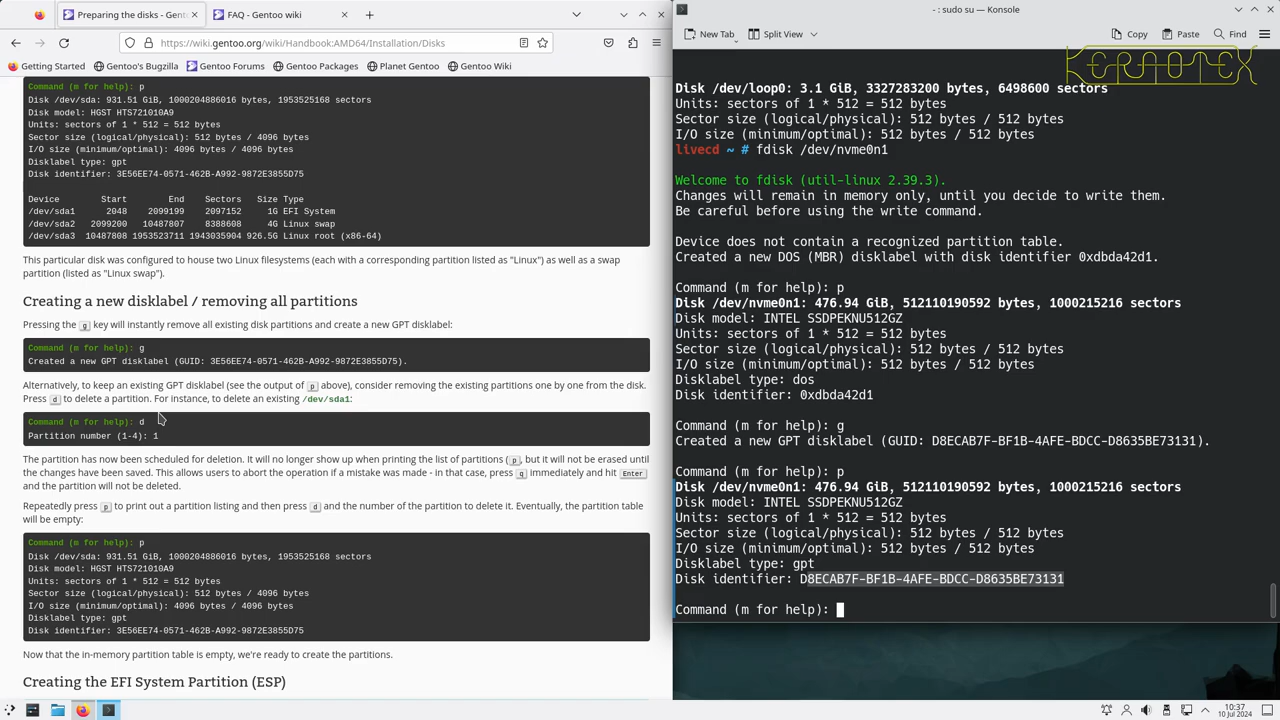 Preparing the disks - Gent
FAQ - Gentoo wiki
https://wiki.gentoo.org/wiki/Handbook:AMD64/Installation/Disks
Getting Started
Gentoo's Bugzilla
Gentoo Forums
Gentoo Packages
Planet Gentoo
Gentoo Wiki
Command (m for help): p
Disk /dev/sda: 931.51 GiB, 1000204886016 bytes, 1953525168 sectors
Disk model: HGST HTS721010A9
Units: sectors of 1 * 512 = 512 bytes
Sector size (logical/physical): 512 bytes / 4096 bytes
I/O size (minimum/optimal): 4096 bytes / 4096 bytes
Disklabel type: gpt
Disk identifier: 3E56EE74-0571-462B-A992-9872E3855D75
Device Start End Sectors Size Type
/dev/sda1 2048 2099199 2097152 1G EFI System
/dev/sda2 2099200 10487807 8388608 4G Linux swap
/dev/sda3 10487808 1953523711 1943035904 926.5G Linux root (x86-64)
This particular disk was configured to house two Linux filesystems (each with a corresponding partition listed as "Linux") as well as a swap
partition (listed as "Linux swap").
Creating a new disklabel / removing all partitions
Pressing the g key will instantly remove all existing disk partitions and create a new GPT disklabel:
Command (m for help): g
Created a new GPT disklabel (GUID: 3E56EE74-0571-462B-A992-9872E3855D75).
Alternatively, to keep an existing GPT disklabel (see the output of p above), consider removing the existing partitions one by one from the disk.
Press d to delete a partition. For instance, to delete an existing /dev/sda1:
Command (m for help): d
Partition number (1-4): 1
The partition has now been scheduled for deletion. It will no longer show up when printing the list of partitions (p, but it will not be erased until
the changes have been saved. This allows users to abort the operation if a mistake was made - in that case, press q immediately and hit Enter
and the partition will not be deleted.
Repeatedly press p to print out a partition listing and then press d and the number of the partition to delete it. Eventually, the partition table
will be empty:
Command (m for help): p
Disk /dev/sda: 931.51 GiB, 1000204886016 bytes, 1953525168 sectors
Disk model: HGST HTS721010A9
Units: sectors of 1 * 512 = 512 bytes
Sector size (logical/physical): 512 bytes / 4096 bytes
I/O size (minimum/optimal): 4096 bytes / 4096 bytes
Disklabel type: gpt
Disk identifier: 3E56EE74-0571-462B-A992-9872E3855D75
Now that the in-memory partition table is empty, we're ready to create the partitions.
Creating the EFI System Partition (ESP)
- : sudo su — Konsole
New Tab
Split View
Copy
Paste
Find
Disk /dev/loop0: 3.1 GiB, 3327283200 bytes, 6498600 sectors
Units: sectors of 1 * 512 = 512 bytes
Sector size (logical/physical): 512 bytes / 512 bytes
I/O size (minimum/optimal): 512 bytes / 512 bytes
livecd ~ # fdisk /dev/nvme0n1
Welcome to fdisk (util-linux 2.39.3).
Changes will remain in memory only, until you decide to write them.
Be careful before using the write command.
Device does not contain a recognized partition table.
Created a new DOS (MBR) disklabel with disk identifier 0xdbda42d1.
Command (m for help): p
Disk /dev/nvme0n1: 476.94 GiB, 512110190592 bytes, 1000215216 sectors
Disk model: INTEL SSDPEKNU512GZ
Units: sectors of 1 * 512 = 512 bytes
Sector size (logical/physical): 512 bytes / 512 bytes
I/O size (minimum/optimal): 512 bytes / 512 bytes
Disklabel type: dos
Disk identifier: 0xdbda42d1
Command (m for help): g
Created a new GPT disklabel (GUID: D8ECAB7F-BF1B-4AFE-BDCC-D8635BE73131).
Command (m for help): p
Disk /dev/nvme0n1: 476.94 GiB, 512110190592 bytes, 1000215216 sectors
Disk model: INTEL SSDPEKNU512GZ
Units: sectors of 1 * 512 = 512 bytes
Sector size (logical/physical): 512 bytes / 512 bytes
I/O size (minimum/optimal): 512 bytes / 512 bytes
Disklabel type: gpt
Disk identifier: D8ECAB7F-BF1B-4AFE-BDCC-D8635BE73131
Command (m for help):
10:37
10 Jul 2024